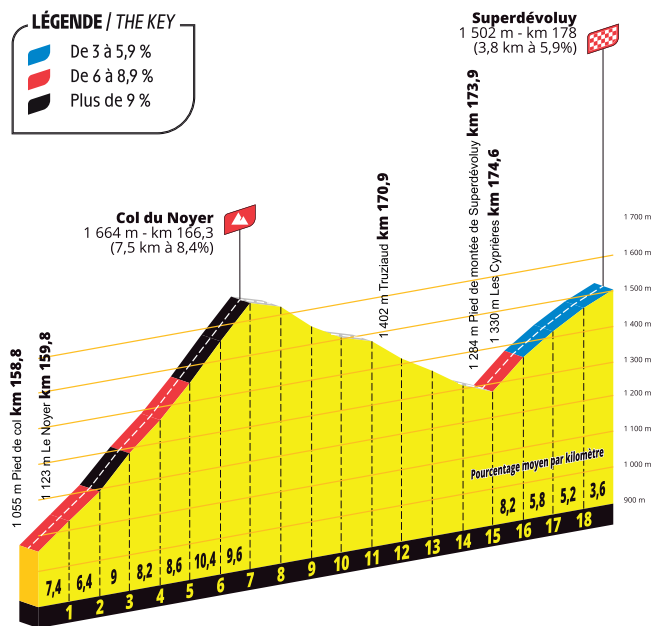 LÉGENDE / THE KEY
De 3 à 5,9 %
De 6 à 8,9 %
Plus de 9 %
Superdévoluy
1 502 m - km 178
(3,8 km à 5,9%)
Col du Noyer
1 664 m - km 166,3
(7,5 km à 8,4%)
1 055 m Pied de col km 158,8
1 123 m Le Noyer km 159,8
1 402 m Truziaud km 170,9
1 284 m Pied de montée de Superdévoluy km 173,9
1 330 m Les Cyprières km 174,6
1 700 m
1 600 m
1 500 m
1 400 m
1 300 m
1 200 m
1 100 m
1 000 m
900 m
Pourcentage moyen par kilomètre
7,4 6,4 9 8,2 8,6 10,4 9,6 8,2 5,8 5,2 3,6
1 2 3 4 5 6 7 8 9 10 11 12 13 14 15 16 17 18